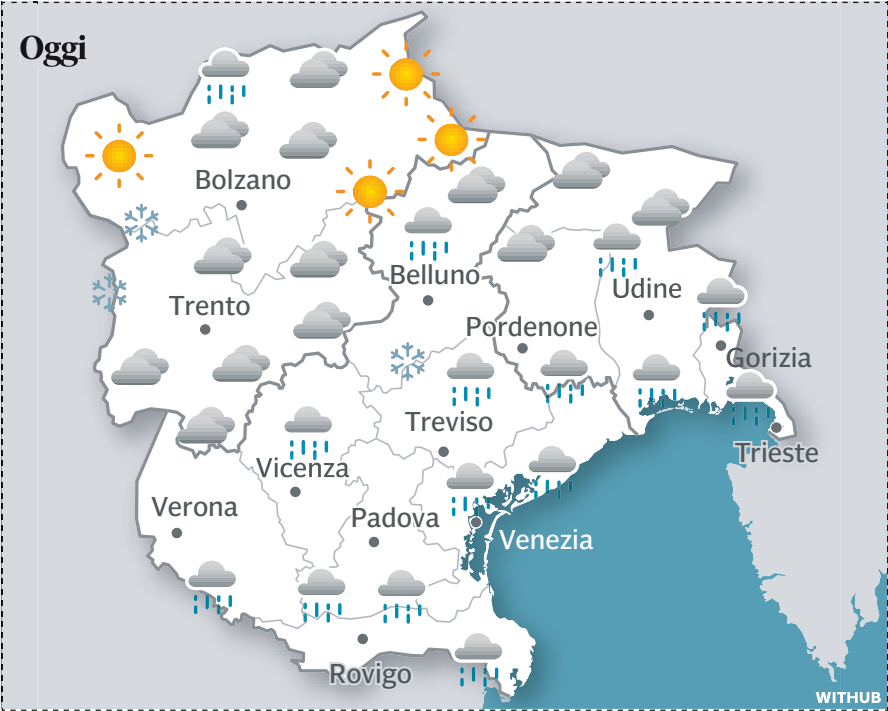 Oggi
Bolzano
Belluno
Trento
Udine
Pordenone
Gorizia
Treviso
Trieste
Vicenza
Verona
Padova
Venezia
Rovigo
WITHUB